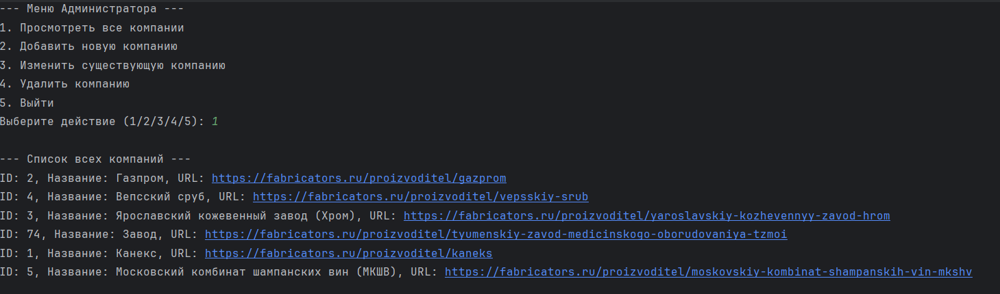 --- Меню Администратора ---
1. Просмотреть все компании
2. Добавить новую компанию
3. Изменить существующую компанию
4. Удалить компанию
5. Выйти
Выберите действие (1/2/3/4/5): 1
--- Список всех компаний ---
ID: 2, Название: Газпром, URL: https://fabricators.ru/proizvoditel/gazprom
ID: 4, Название: Вепсский сруб, URL: https://fabricators.ru/proizvoditel/vepsskiy-srub
ID: 3, Название: Ярославский кожевенный завод (Хром), URL: https://fabricators.ru/proizvoditel/yaroslavskiy-kozhevennyy-zavod-hrom
ID: 74, Название: Завод, URL: https://fabricators.ru/proizvoditel/tyumenskiy-zavod-medicinskogo-oborudovaniya-tzmoi
ID: 1, Название: Канекс, URL: https://fabricators.ru/proizvoditel/kaneks
ID: 5, Название: Московский комбинат шампанских вин (МКШВ), URL: https://fabricators.ru/proizvoditel/moskovskiy-kombinat-shampanskih-vin-mkshv